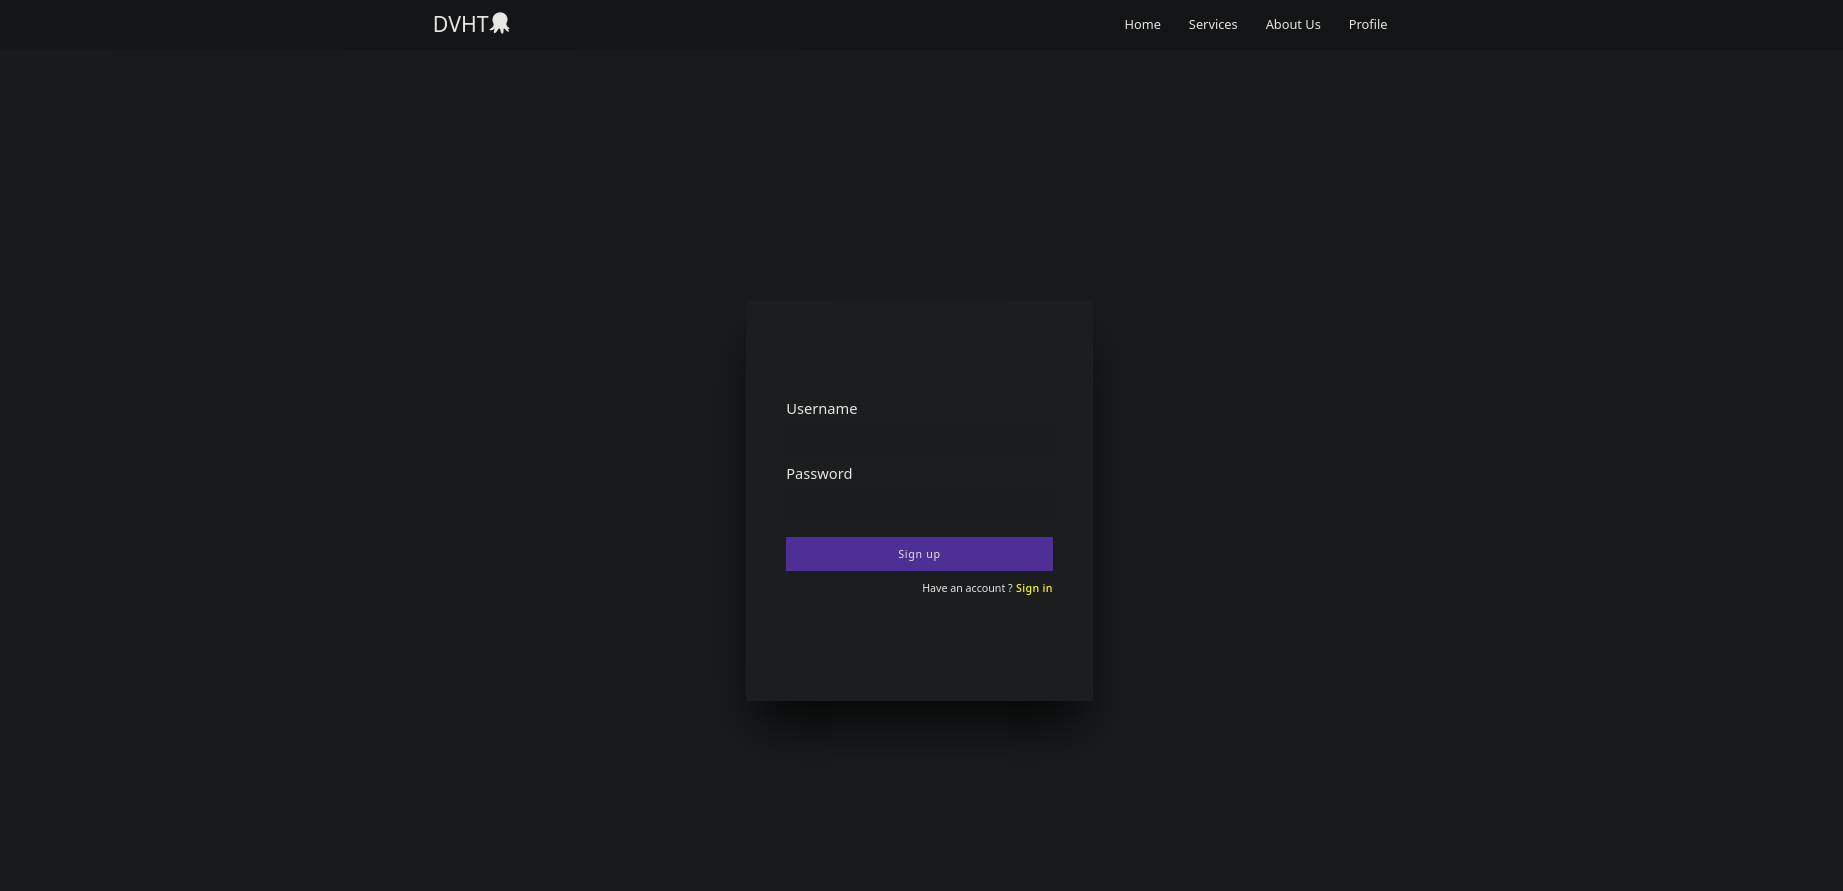 DVHT
Home Services About Us Profile
Username
Password
Sign up
Have an account ? Sign in